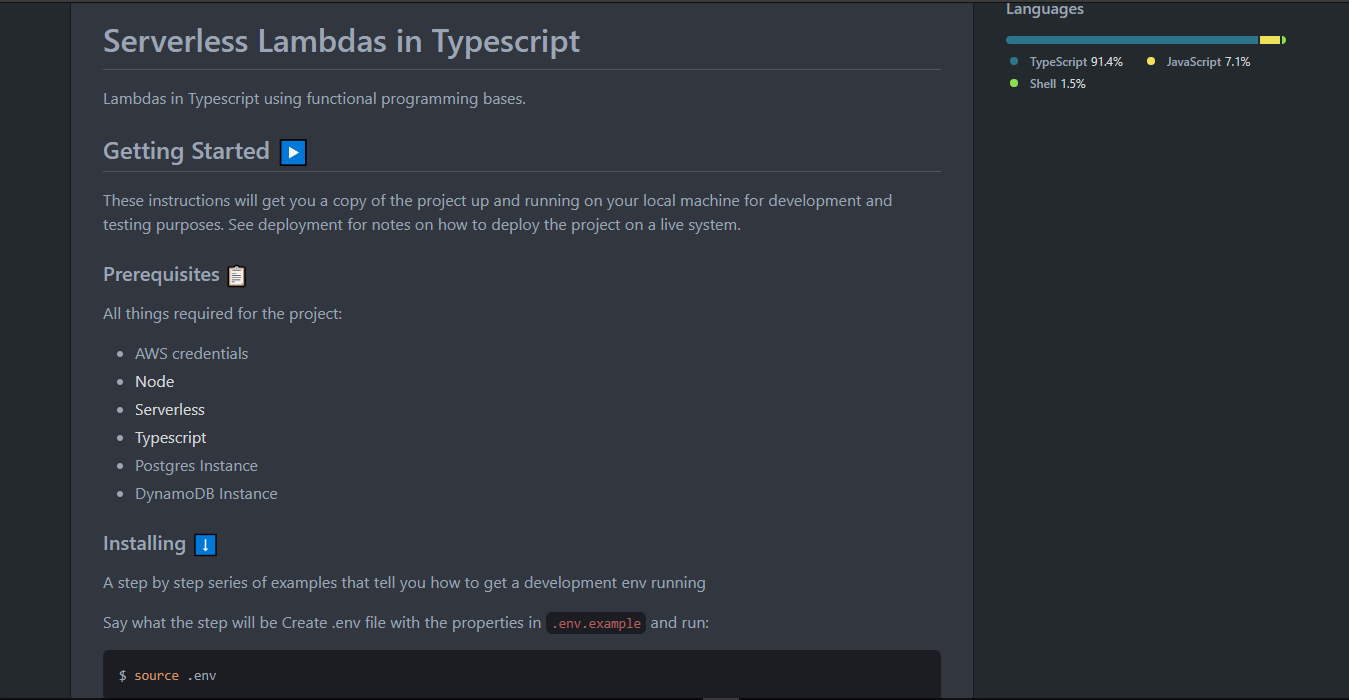 Serverless Lambdas in Typescript
Lambdas in Typescript using functional programming bases.
Getting Started ▶️
These instructions will get you a copy of the project up and running on your local machine for development and
testing purposes. See deployment for notes on how to deploy the project on a live system.
Prerequisites 📋
All things required for the project:
AWS credentials
Node
Serverless
Typescript
Postgres Instance
DynamoDB Instance
Installing ⬇️
A step by step series of examples that tell you how to get a development env running
Say what the step will be Create .env file with the properties in .env.example and run:
$ source .env
Languages
TypeScript 91.4% JavaScript 7.1%
Shell 1.5%